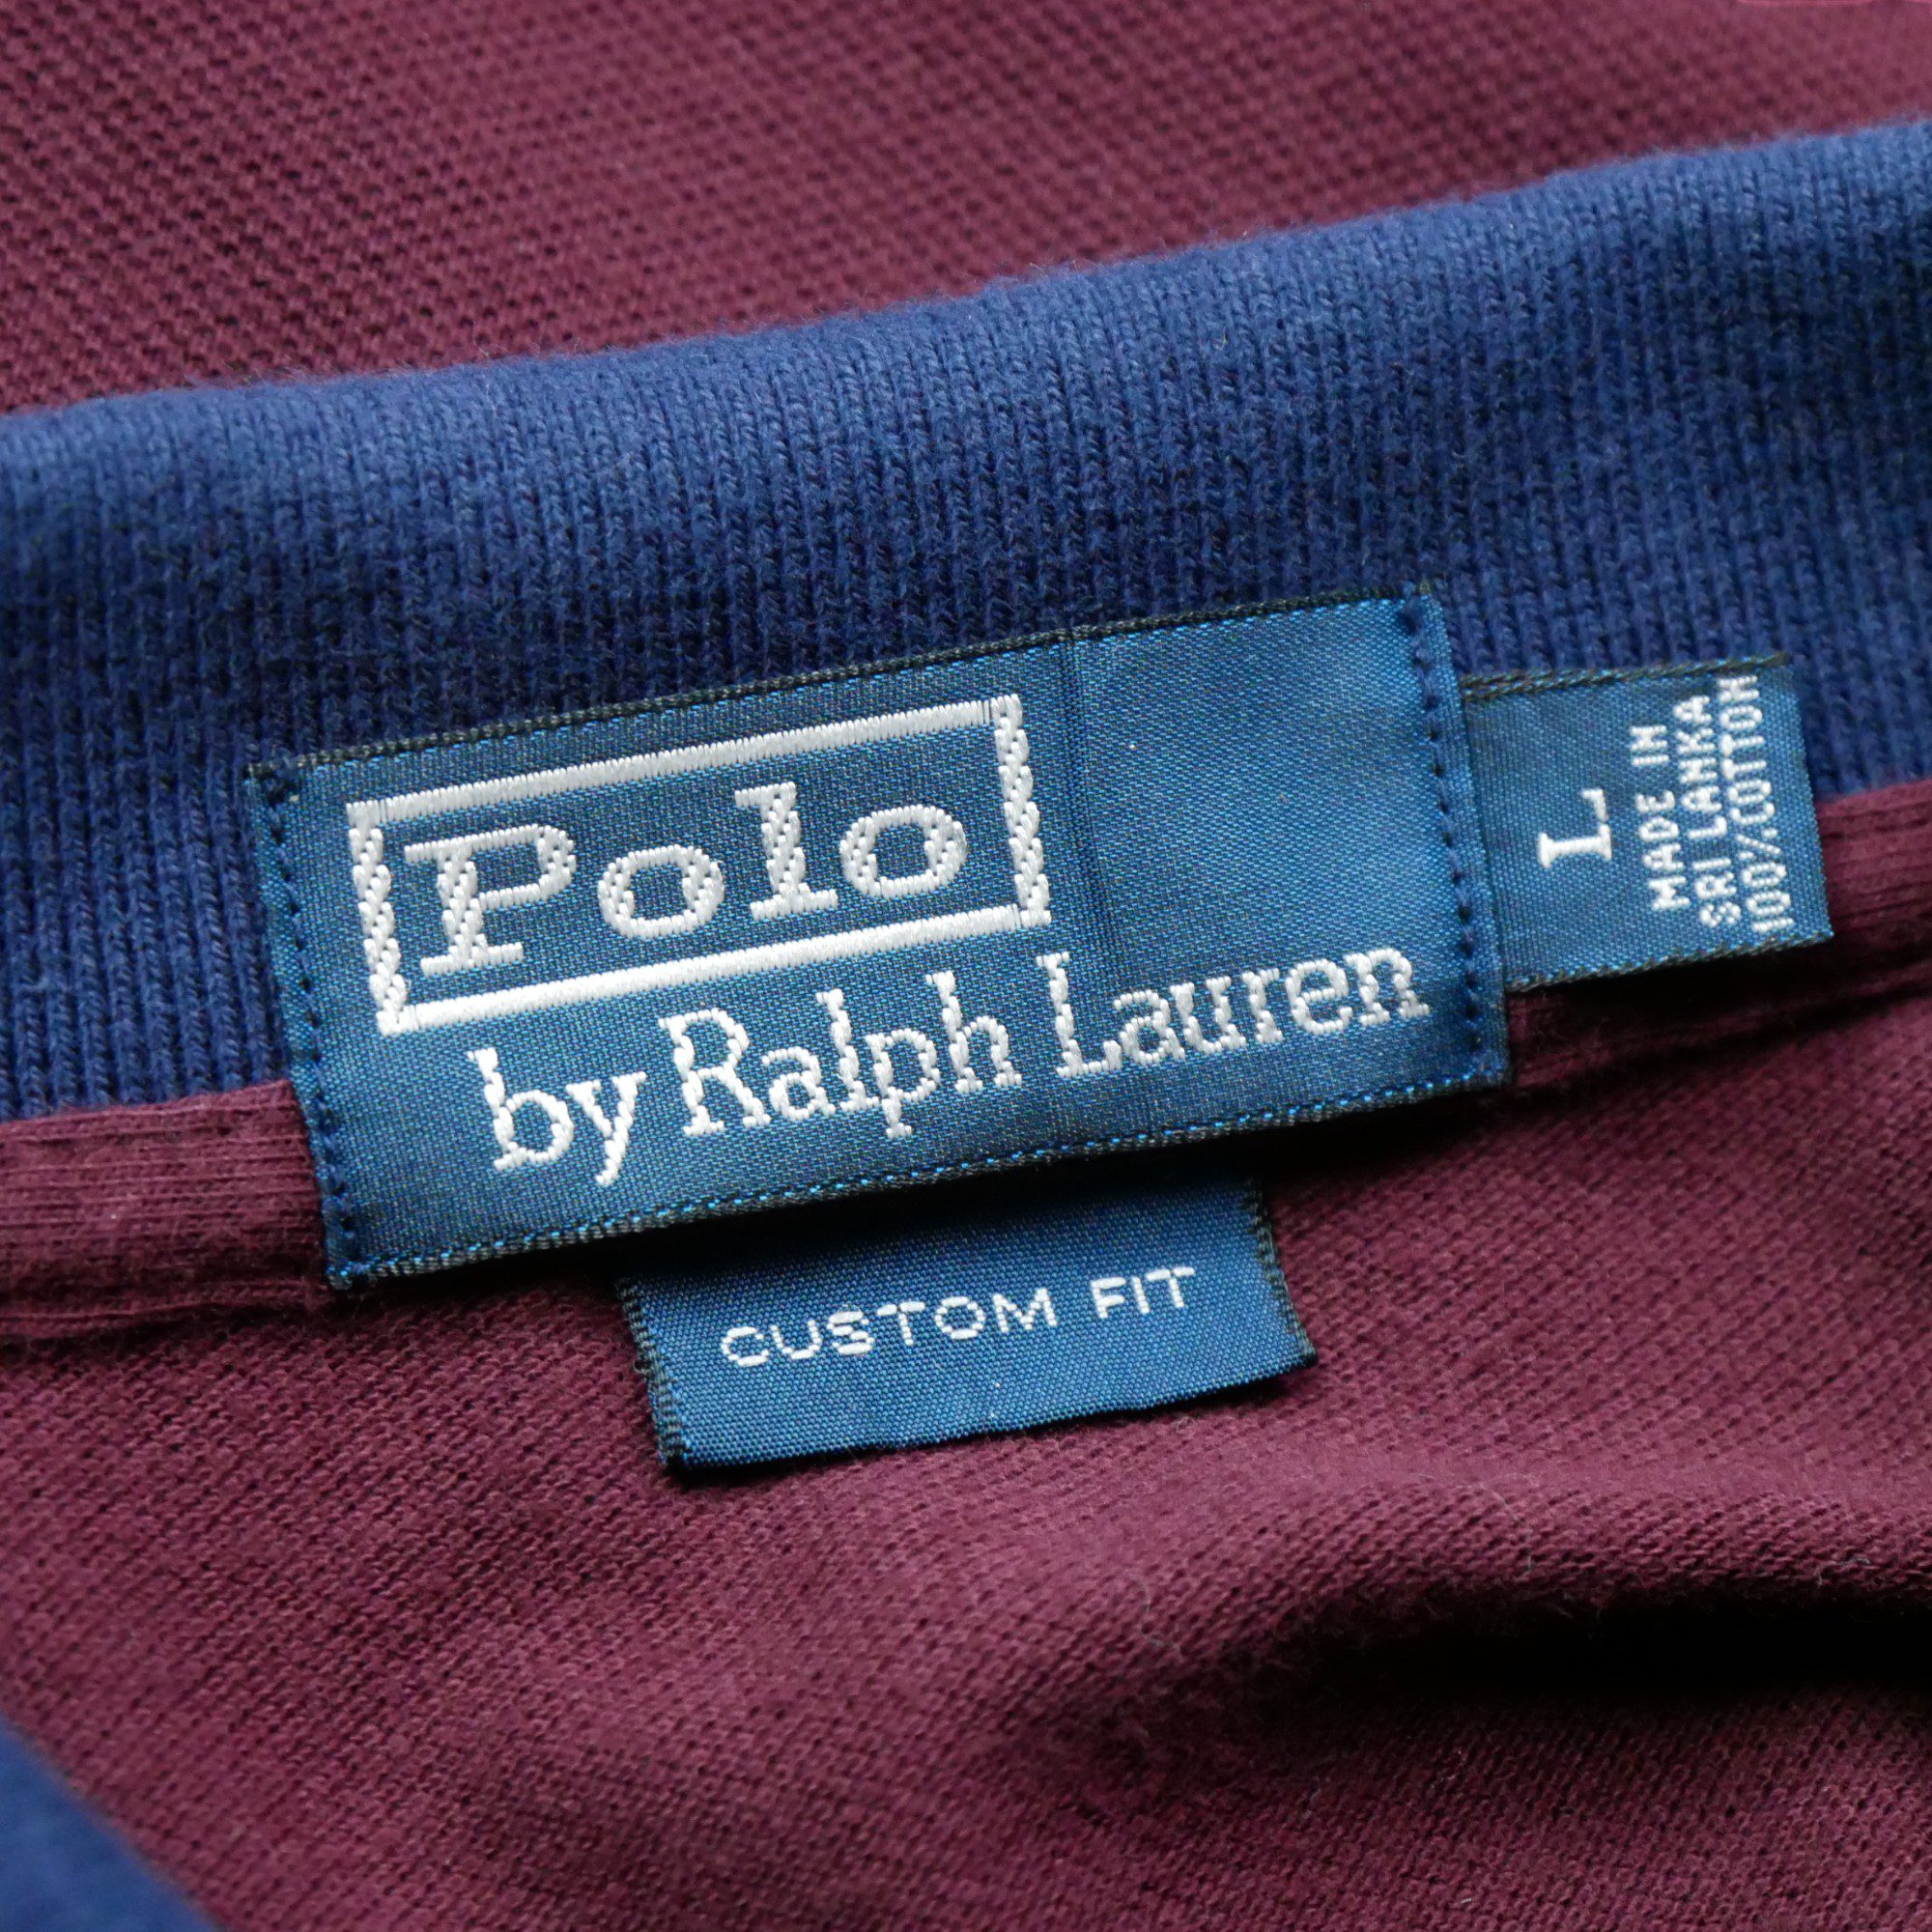 Polo
by Ralph Lauren
L
MADE IN
SRI LANKA
100% COTTON
CUSTOM FIT